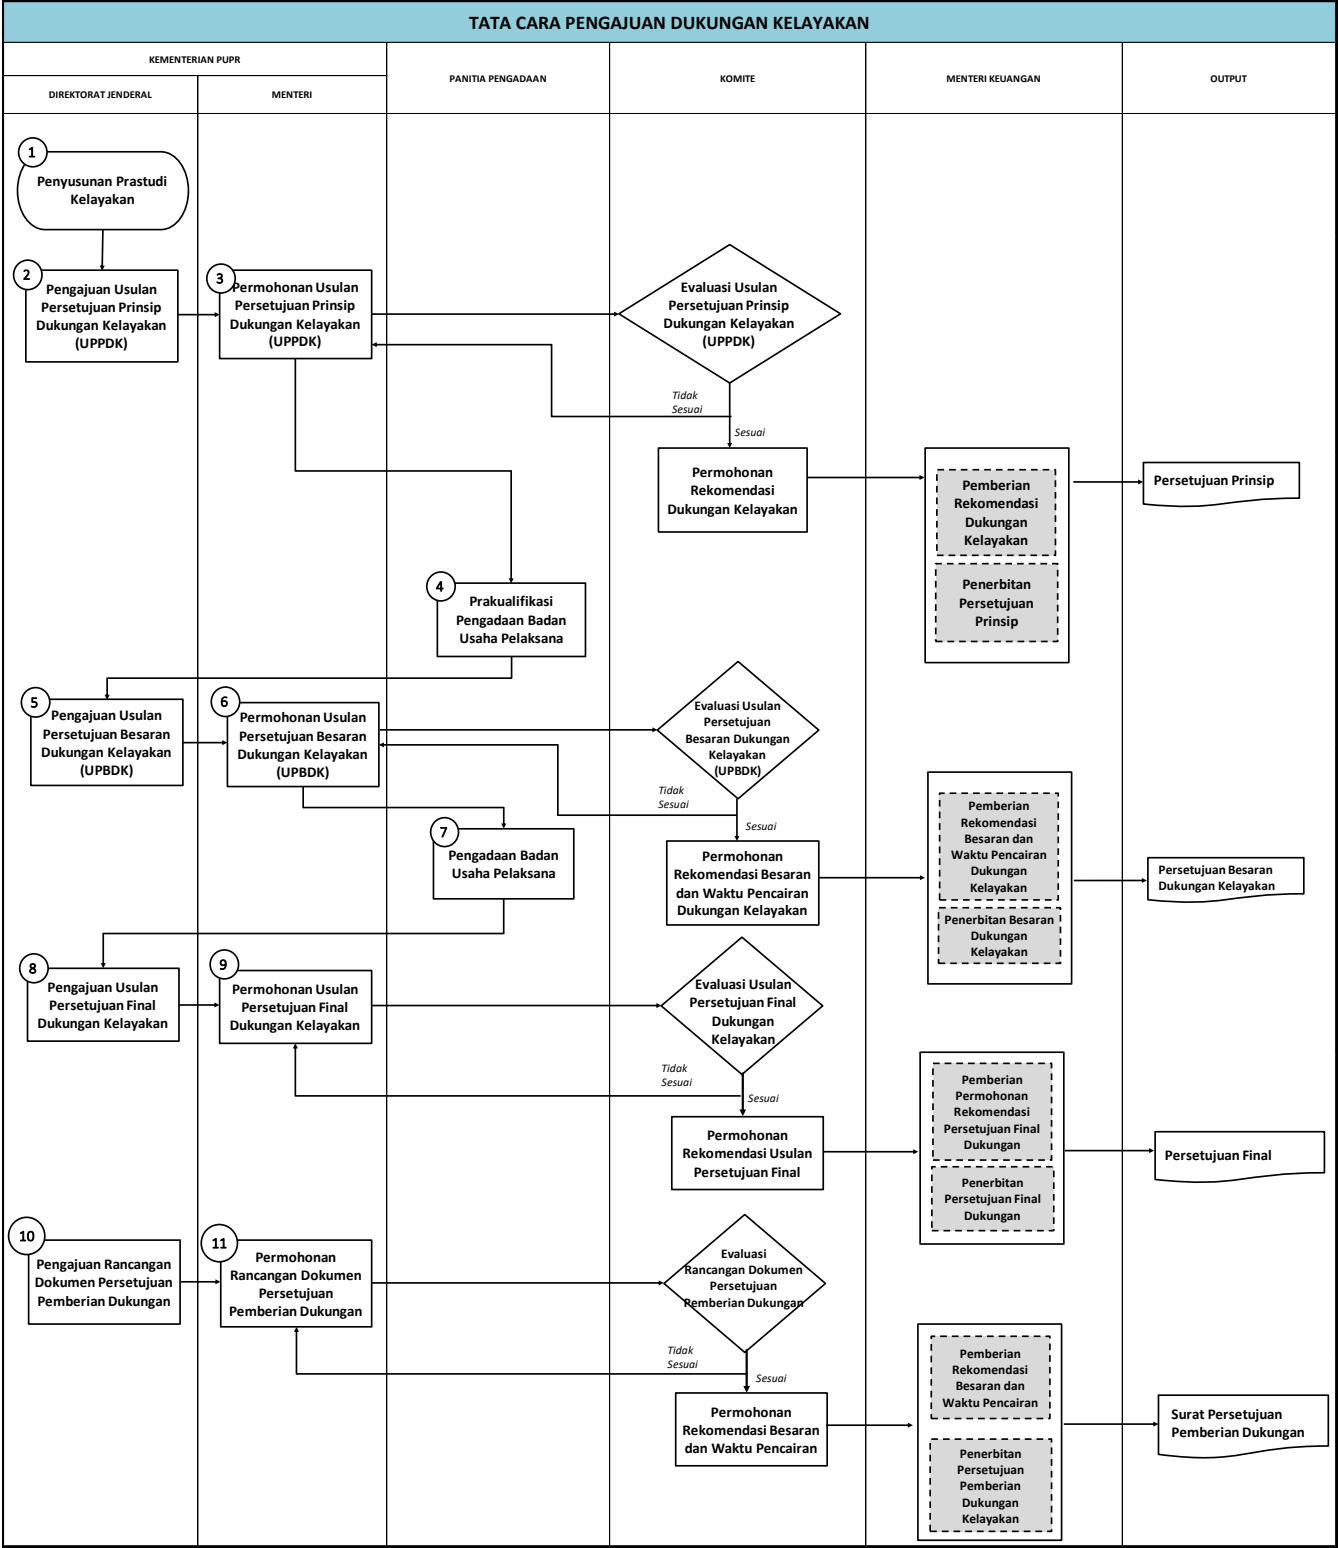 TATA CARA PENGAJUAN DUKUNGAN KELAYAKAN
KEMENTERIAN PUPR
DIREKTORAT JENDERAL
MENTERI
PANITIA PENGADAAN
KOMITE
MENTERI KEUANGAN
OUTPUT
1
Penyusunan Prastudi
Kelayakan
2
Pengajuan Usulan
Persetujuan Prinsip
Dukungan Kelayakan
(UPPDK)
3
Permohonan Usulan
Persetujuan Prinsip
Dukungan Kelayakan
(UPPDK)
Evaluasi Usulan
Persetujuan Prinsip
Dukungan Kelayakan
(UPPDK)
Tidak
Sesuai
Sesuai
Permohonan
Rekomendasi
Dukungan Kelayakan
Pemberian
Rekomendasi
Dukungan
Kelayakan
Penerbitan
Persetujuan
Prinsip
Persetujuan Prinsip
4
Prakualifikasi
Pengadaan Badan
Usaha Pelaksana
5
Pengajuan Usulan
Persetujuan Besaran
Dukungan Kelayakan
(UPBDK)
6
Permohonan Usulan
Persetujuan Besaran
Dukungan Kelayakan
(UPBDK)
Evaluasi Usulan
Persetujuan
Besaran Dukungan
Kelayakan
(UPBDK)
Tidak
Sesuai
Sesuai
7
Pengadaan Badan
Usaha Pelaksana
Permohonan
Rekomendasi Besaran
dan Waktu Pencairan
Dukungan Kelayakan
Pemberian
Rekomendasi
Besaran dan
Waktu Pencairan
Dukungan
Kelayakan
Penerbitan Besaran
Dukungan
Kelayakan
Persetujuan Besaran
Dukungan Kelayakan
8
Pengajuan Usulan
Persetujuan Final
Dukungan Kelayakan
9
Permohonan Usulan
Persetujuan Final
Dukungan Kelayakan
Evaluasi Usulan
Persetujuan Final
Dukungan
Kelayakan
Tidak
Sesuai
Sesuai
Permohonan
Rekomendasi Usulan
Persetujuan Final
Pemberian
Permohonan
Rekomendasi
Persetujuan Final
Dukungan
Penerbitan
Persetujuan Final
Dukungan
Persetujuan Final
10
Pengajuan Rancangan
Dokumen Persetujuan
Pemberian Dukungan
11
Permohonan
Rancangan Dokumen
Persetujuan
Pemberian Dukungan
Evaluasi
Rancangan Dokumen
Persetujuan
Pemberian Dukungan
Tidak
Sesuai
Sesuai
Permohonan
Rekomendasi Besaran
dan Waktu Pencairan
Pemberian
Rekomendasi
Besaran dan
Waktu Pencairan
Penerbitan
Persetujuan
Pemberian
Dukungan
Kelayakan
Surat Persetujuan
Pemberian Dukungan